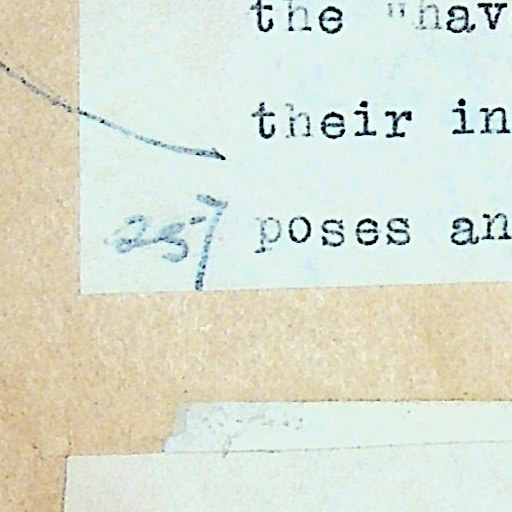 the "hav
their in
257 poses an